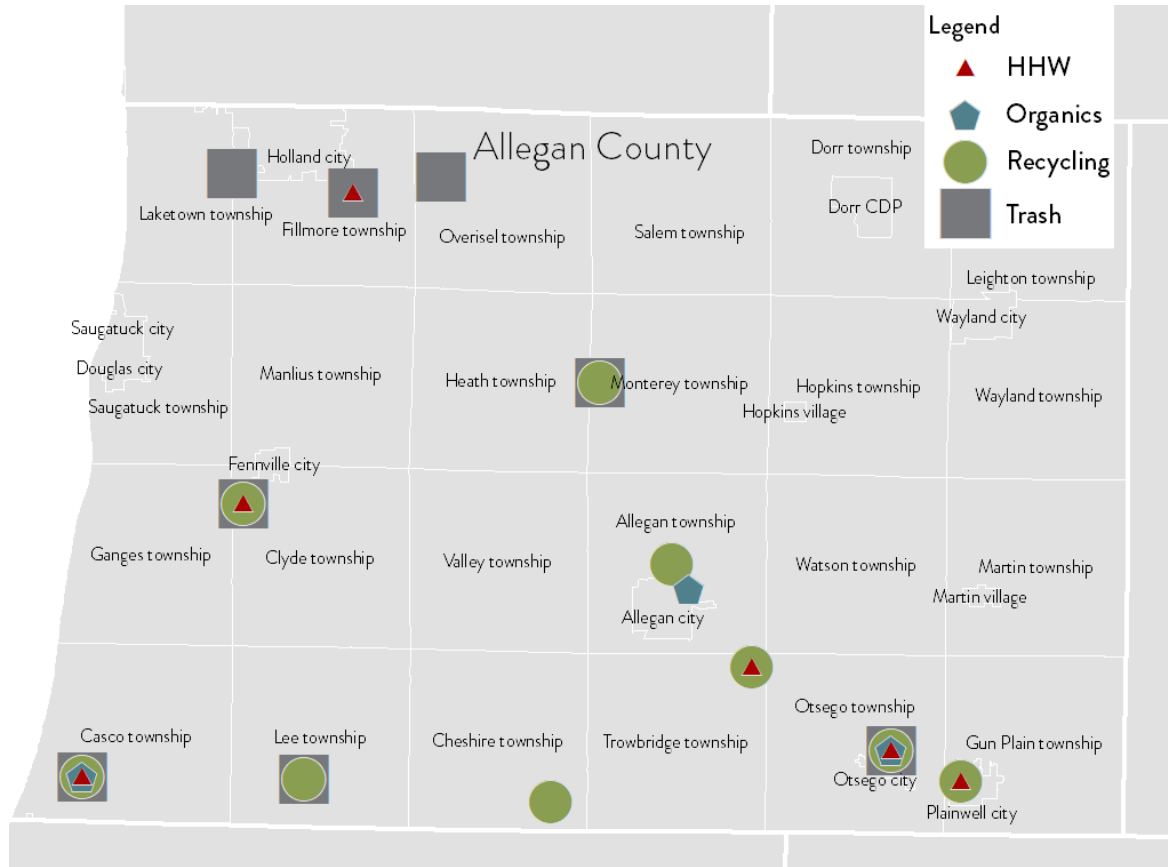 Legend
HHW
Organics
Recycling
Trash
Allegan County
Holland city
Dorr township
Dorr CDP
Laketown township
Fillmore township
Overisel township
Salem township
Leighton township
Saugatuck city
Wayland city
Douglas city
Manlius township
Heath township
Monterey township
Hopkins township
Wayland township
Saugatuck township
Hopkins village
Fennville city
Allegan township
Ganges township
Clyde township
Valley township
Watson township
Martin township
Martin village
Allegan city
Otsego township
Casco township
Lee township
Cheshire township
Trowbridge township
Gun Plain township
Otsego city
Plainwell city